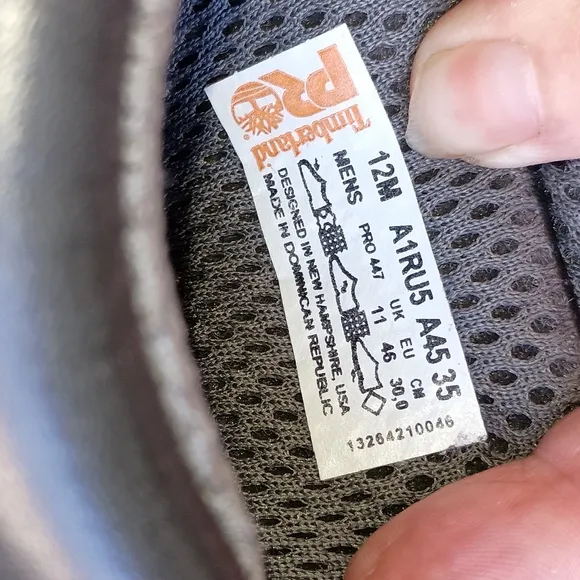 PRO
Timberland ®
12M A1RU5 A45 35
MENS PRO 447 UK EU CM
11 46 30,0
DESIGNED IN NEW HAMPSHIRE, USA
MADE IN DOMINICAN REPUBLIC
13264210046